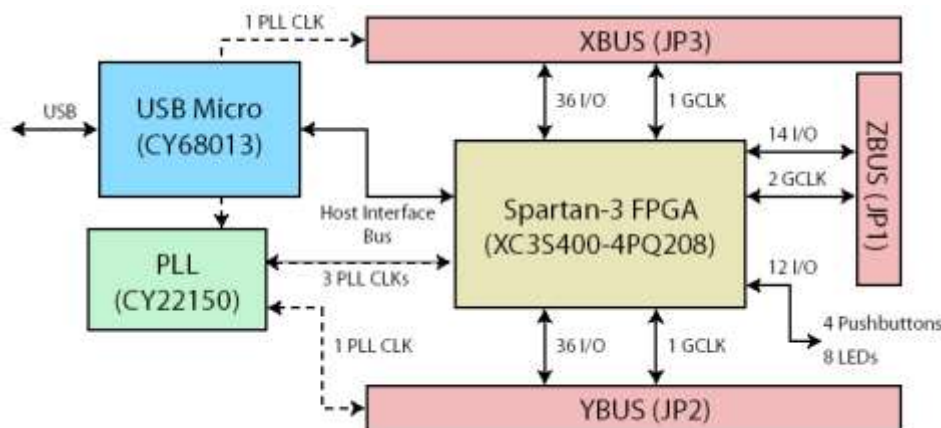 1 PLL CLK
XBUS (JP3)
USB
USB Micro
(CY68013)
36 I/O
1 GCLK
14 I/O
2 GCLK
ZBUS (JP1)
Host Interface
Bus
Spartan-3 FPGA
(XC3S400-4PQ208)
PLL
(CY22150)
3 PLL CLKs
12 I/O
4 Pushbuttons
8 LEDs
1 PLL CLK
36 I/O
1 GCLK
YBUS (JP2)